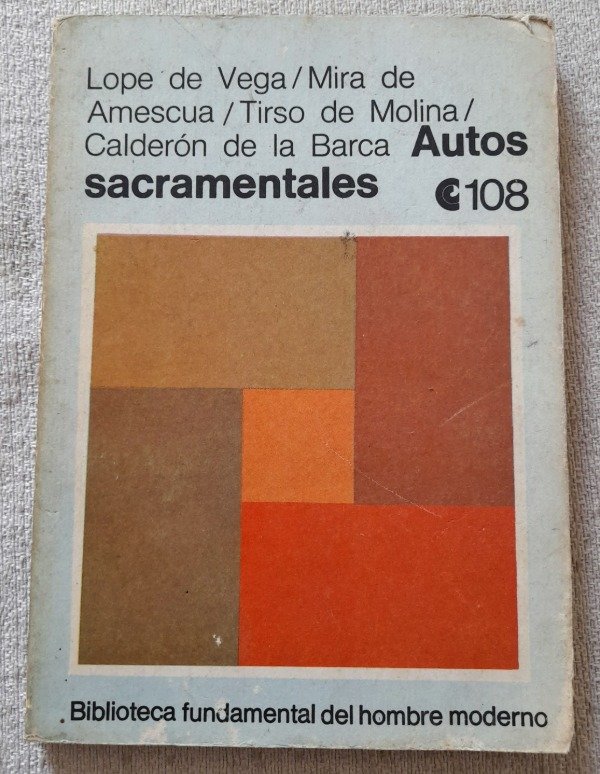 Lope de Vega/Mira de
Amescua/Tirso de Molina/
Calderón de la Barca Autos
sacramentales 108
Biblioteca fundamental del hombre moderno